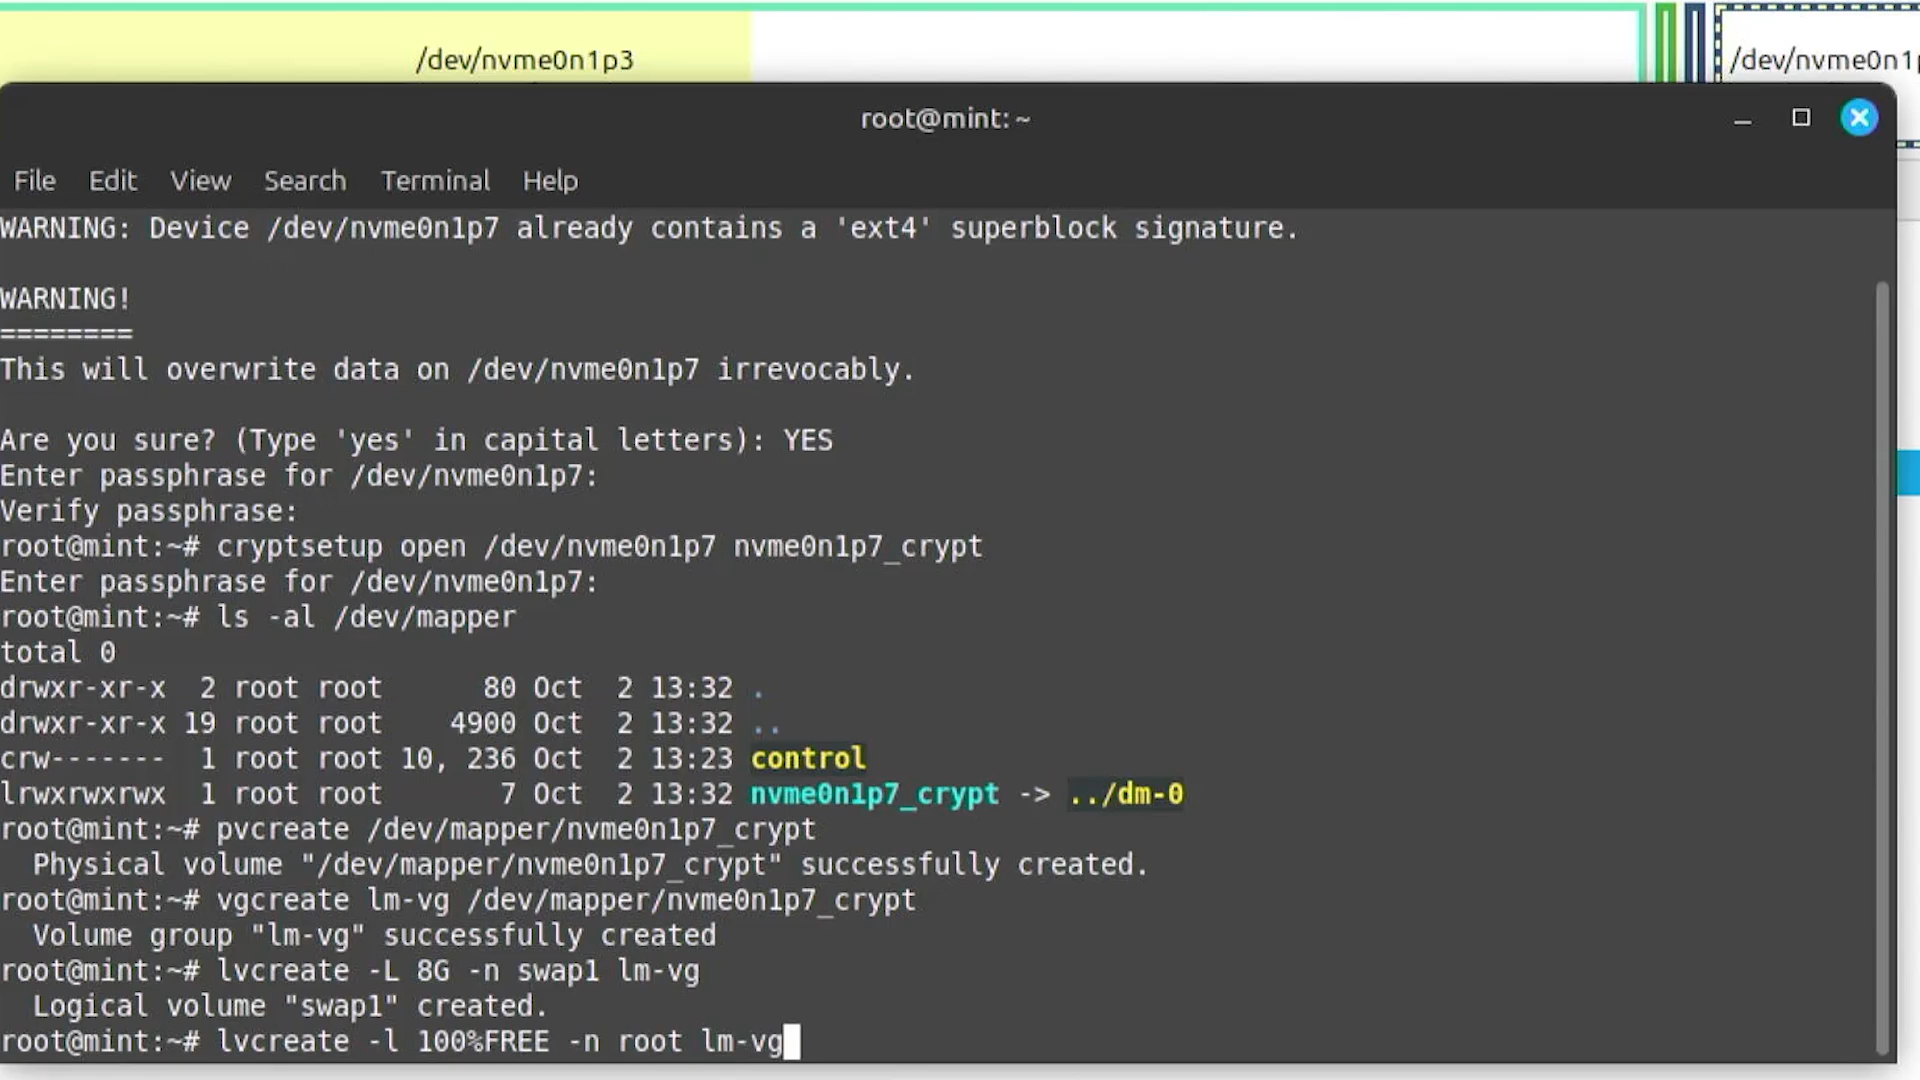 /dev/nvme0n1p3
/dev/nvme0n1p
root@mint: ~
File Edit View Search Terminal Help
WARNING: Device /dev/nvme0n1p7 already contains a 'ext4' superblock signature.
WARNING!
========
This will overwrite data on /dev/nvme0n1p7 irrevocably.
Are you sure? (Type 'yes' in capital letters): YES
Enter passphrase for /dev/nvme0n1p7:
Verify passphrase:
root@mint:~# cryptsetup open /dev/nvme0n1p7 nvme0n1p7_crypt
Enter passphrase for /dev/nvme0n1p7:
root@mint:~# ls -al /dev/mapper
total 0
drwxr-xr-x  2 root root      80 Oct  2 13:32 .
drwxr-xr-x 19 root root    4900 Oct  2 13:32 ..
crw-------  1 root root 10, 236 Oct  2 13:23 control
lrwxrwxrwx  1 root root       7 Oct  2 13:32 nvme0n1p7_crypt -> ../dm-0
root@mint:~# pvcreate /dev/mapper/nvme0n1p7_crypt
  Physical volume "/dev/mapper/nvme0n1p7_crypt" successfully created.
root@mint:~# vgcreate lm-vg /dev/mapper/nvme0n1p7_crypt
  Volume group "lm-vg" successfully created
root@mint:~# lvcreate -L 8G -n swap1 lm-vg
  Logical volume "swap1" created.
root@mint:~# lvcreate -l 100%FREE -n root lm-vg